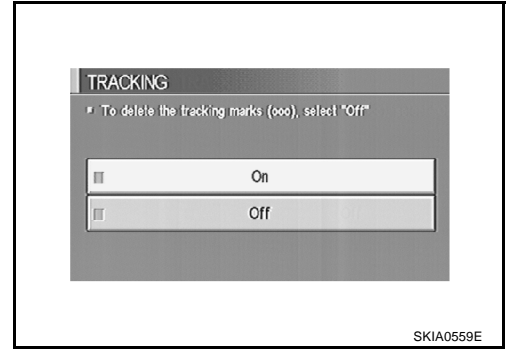 TRACKING
To delete the tracking marks (ooo), select "Off"
On
Off
SKIA0559E